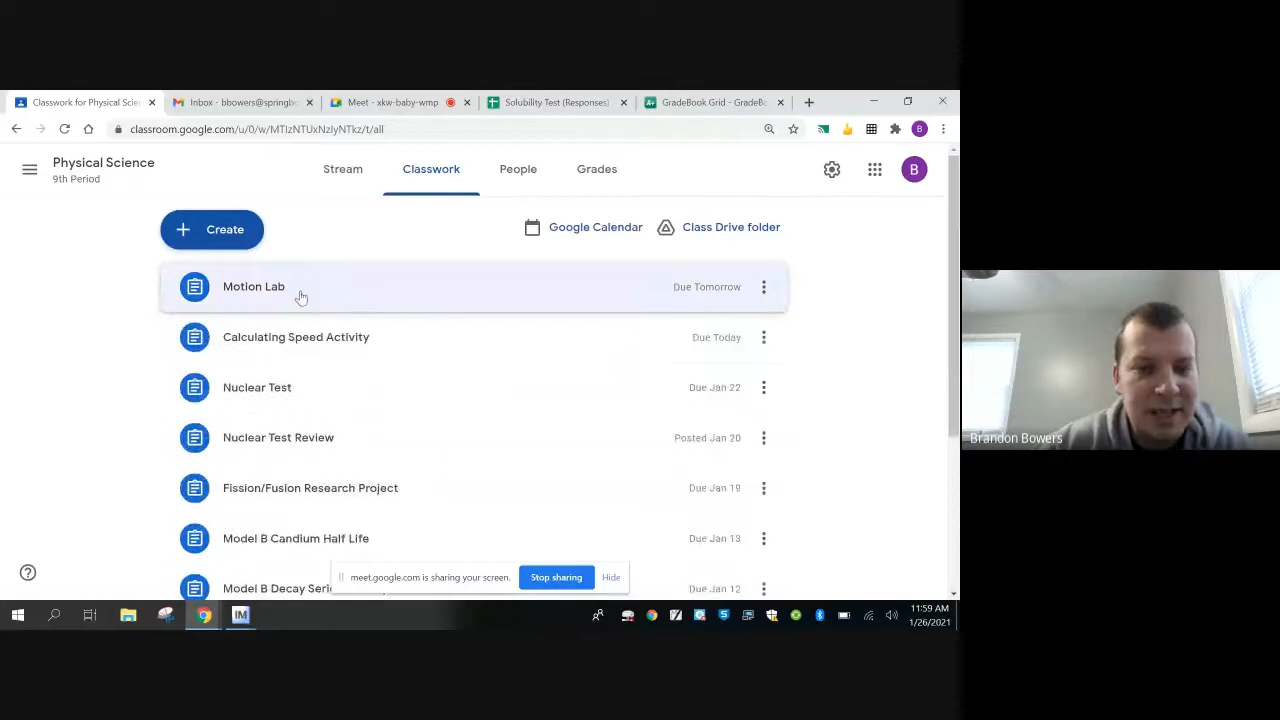 Classwork for Physical Scie
Inbox - bbowers@springb
Meet - xkw-baby-wmp
Solubility Test (Responses)
GradeBook Grid - GradeBo
classroom.google.com/u/0/w/MTIzNTUxNzIyNTkz/t/all
B
Physical Science
9th Period
Stream
Classwork
People
Grades
B
Create
Google Calendar
Class Drive folder
Motion Lab
Due Tomorrow
Calculating Speed Activity
Due Today
Nuclear Test
Due Jan 22
Nuclear Test Review
Posted Jan 20
Fission/Fusion Research Project
Due Jan 19
Model B Candium Half Life
Due Jan 13
Model B Decay Serie
Due Jan 12
meet.google.com is sharing your screen.
Stop sharing
Hide
IM
11:59 AM
1/26/2021
Brandon Bowers